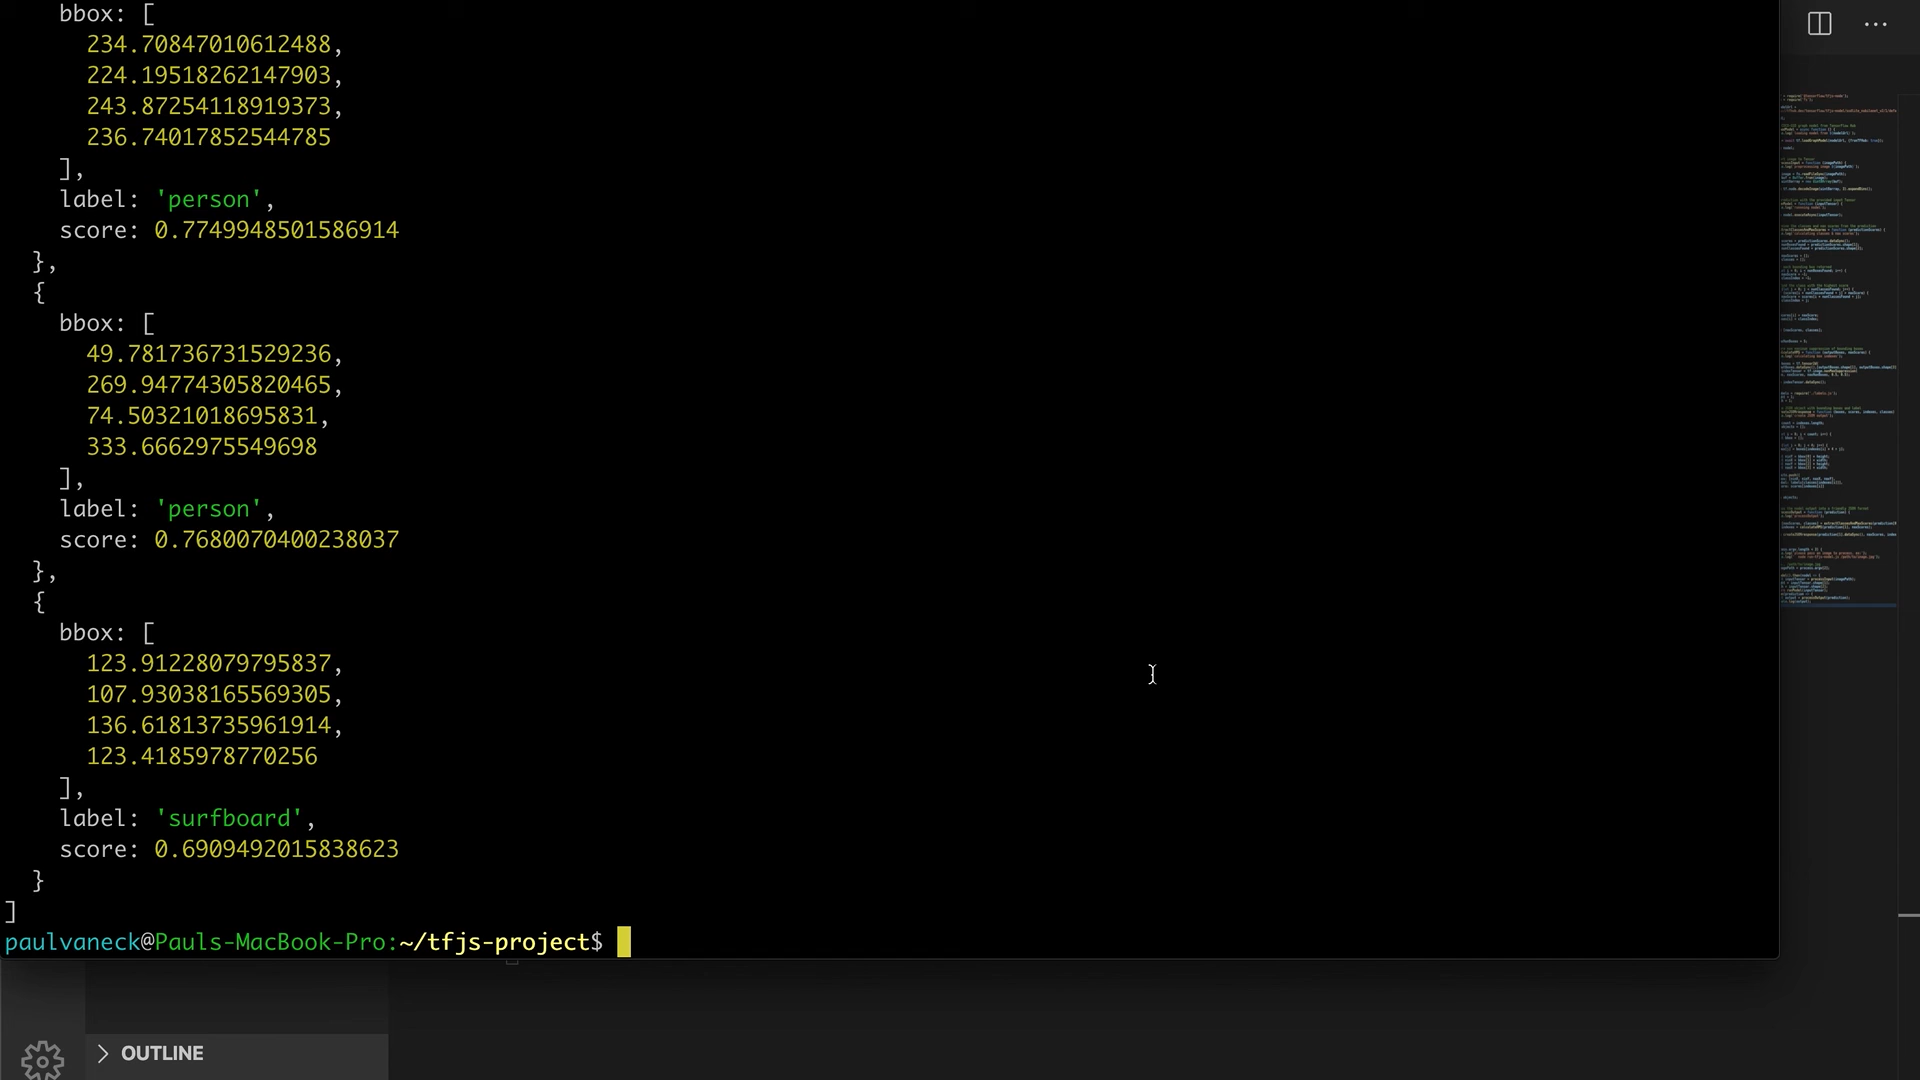 bbox: [
234.70847010612488,
224.19518262147903,
243.87254118919373,
236.74017852544785
],
label: 'person',
score: 0.7749948501586914
},
{
bbox: [
49.781736731529236,
269.94774305820465,
74.50321018695831,
333.6662975549698
],
label: 'person',
score: 0.7680070400238037
},
{
bbox: [
123.91228079795837,
107.93038165569305,
136.61813735961914,
123.4185978770256
],
label: 'surfboard',
score: 0.6909492015838623
}
]
paulvaneck@Pauls-MacBook-Pro:~/tfjs-project$
OUTLINE